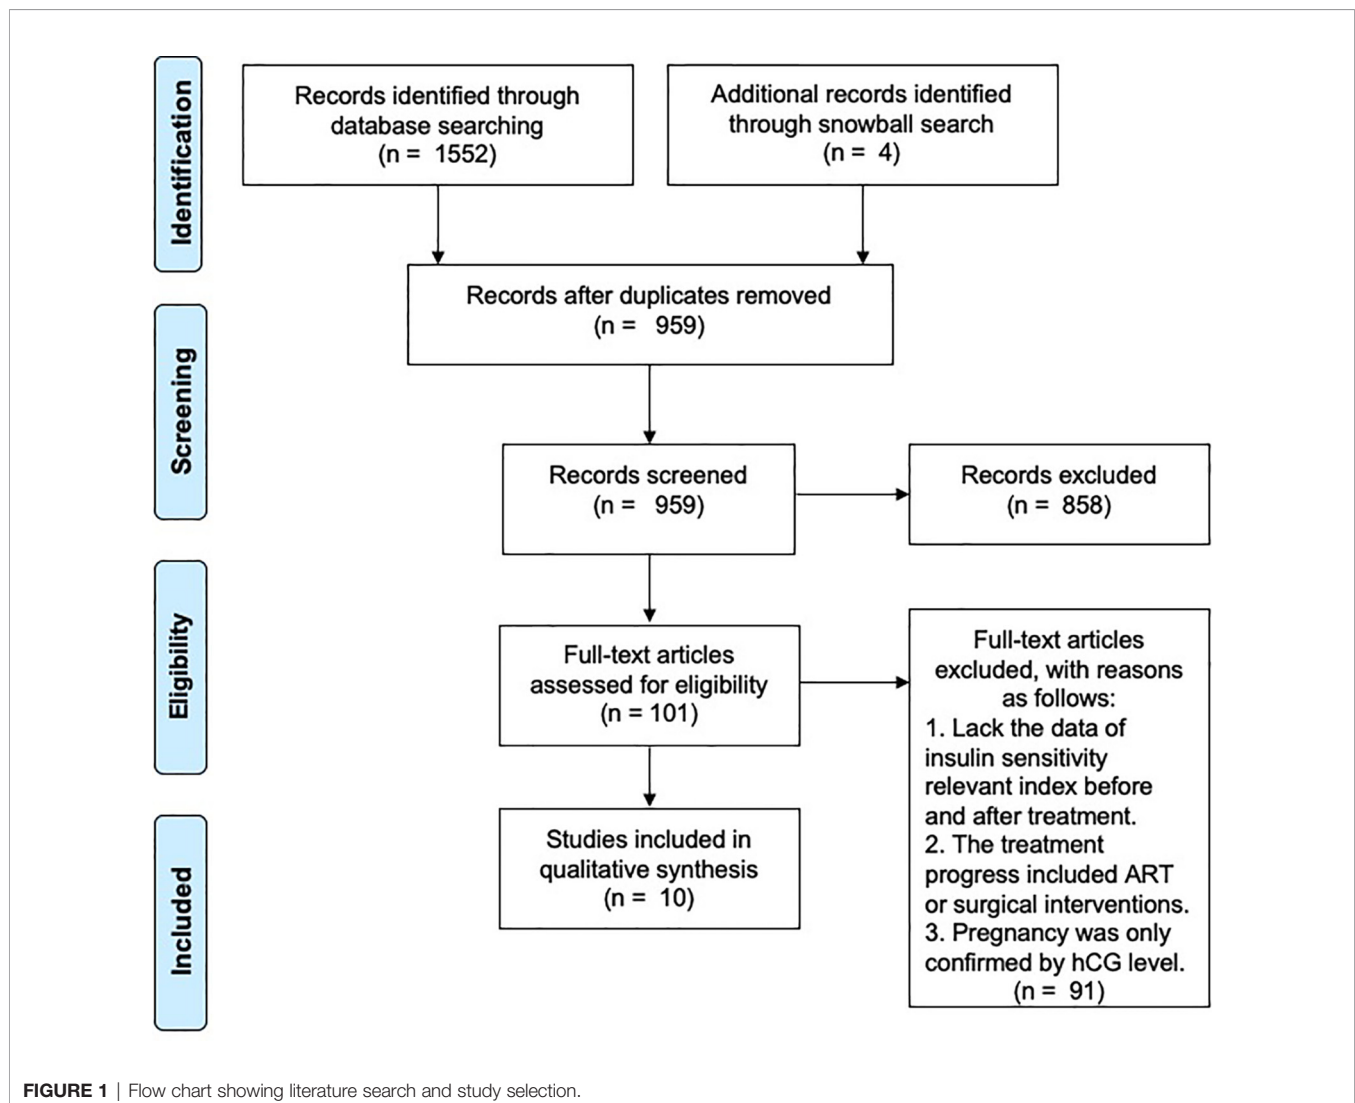 Identification
Records identified through
database searching
(n = 1552)
Additional records identified
through snowball search
(n = 4)
Records after duplicates removed
(n = 959)
Screening
Records screened
(n = 959)
Records excluded
(n = 858)
Eligibility
Full-text articles
assessed for eligibility
(n = 101)
Full-text articles
excluded, with reasons
as follows:
1. Lack the data of
insulin sensitivity
relevant index before
and after treatment.
2. The treatment
progress included ART
or surgical interventions.
3. Pregnancy was only
confirmed by hCG level.
(n = 91)
Included
Studies included in
qualitative synthesis
(n = 10)
FIGURE 1 | Flow chart showing literature search and study selection.